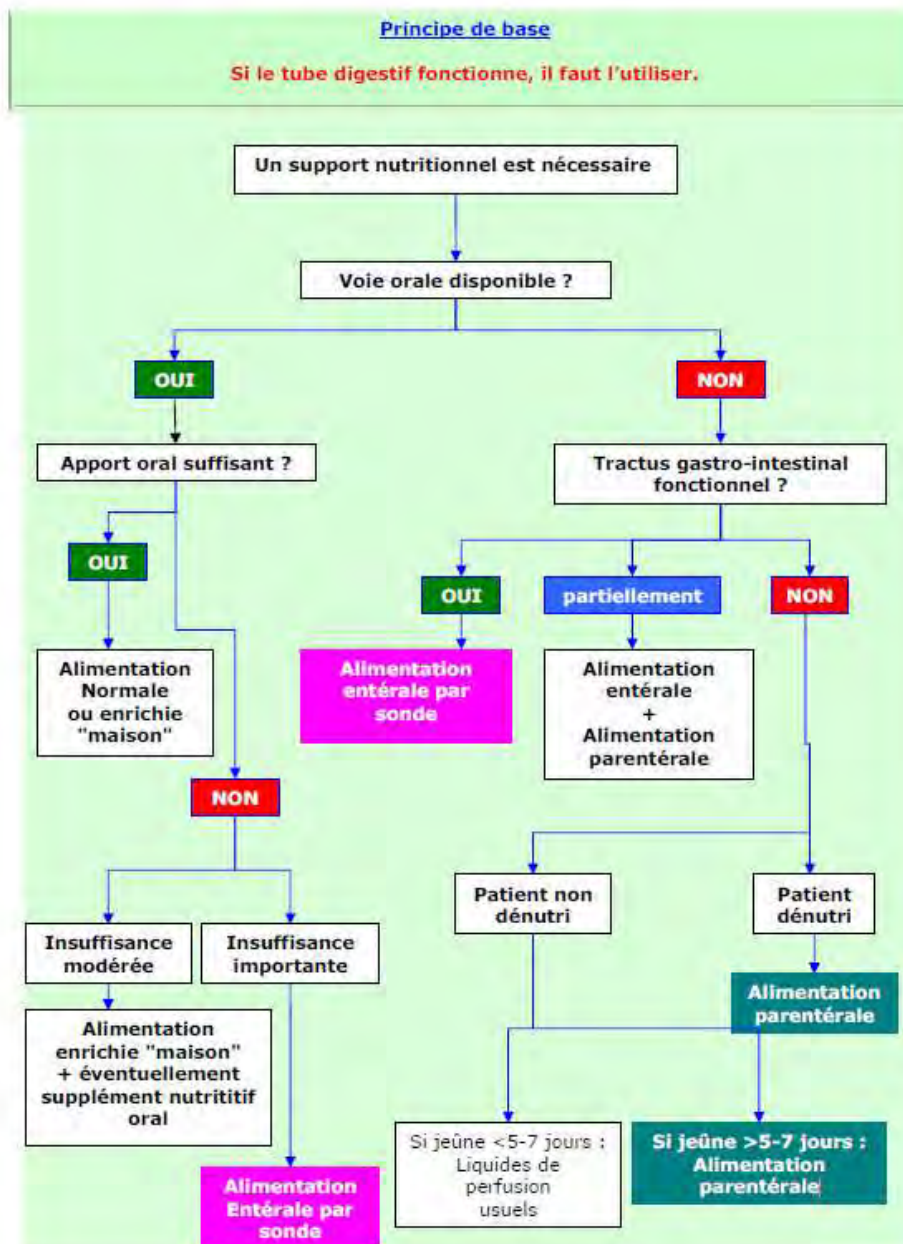 Principe de base
Si le tube digestif fonctionne, il faut l'utiliser.
Un support nutritionnel est nécessaire
Voie orale disponible ?
OUI
NON
Apport oral suffisant ?
Tractus gastro-intestinal
fonctionnel ?
OUI
OUI
partiellement
NON
Alimentation
Normale
ou enrichie
"maison"
Alimentation
entérale par
sonde
Alimentation
entérale
+
Alimentation
parentérale
NON
Patient non
dénutri
Patient
dénutri
Insuffisance
modérée
Insuffisance
importante
Alimentation
parentérale
Alimentation
enrichie "maison"
+ éventuellement
supplément nutrititif
oral
Si jeûne <5-7 jours :
Liquides de
perfusion
usuels
Si jeûne >5-7 jours :
Alimentation
parentérale
Alimentation
Entérale par
sonde